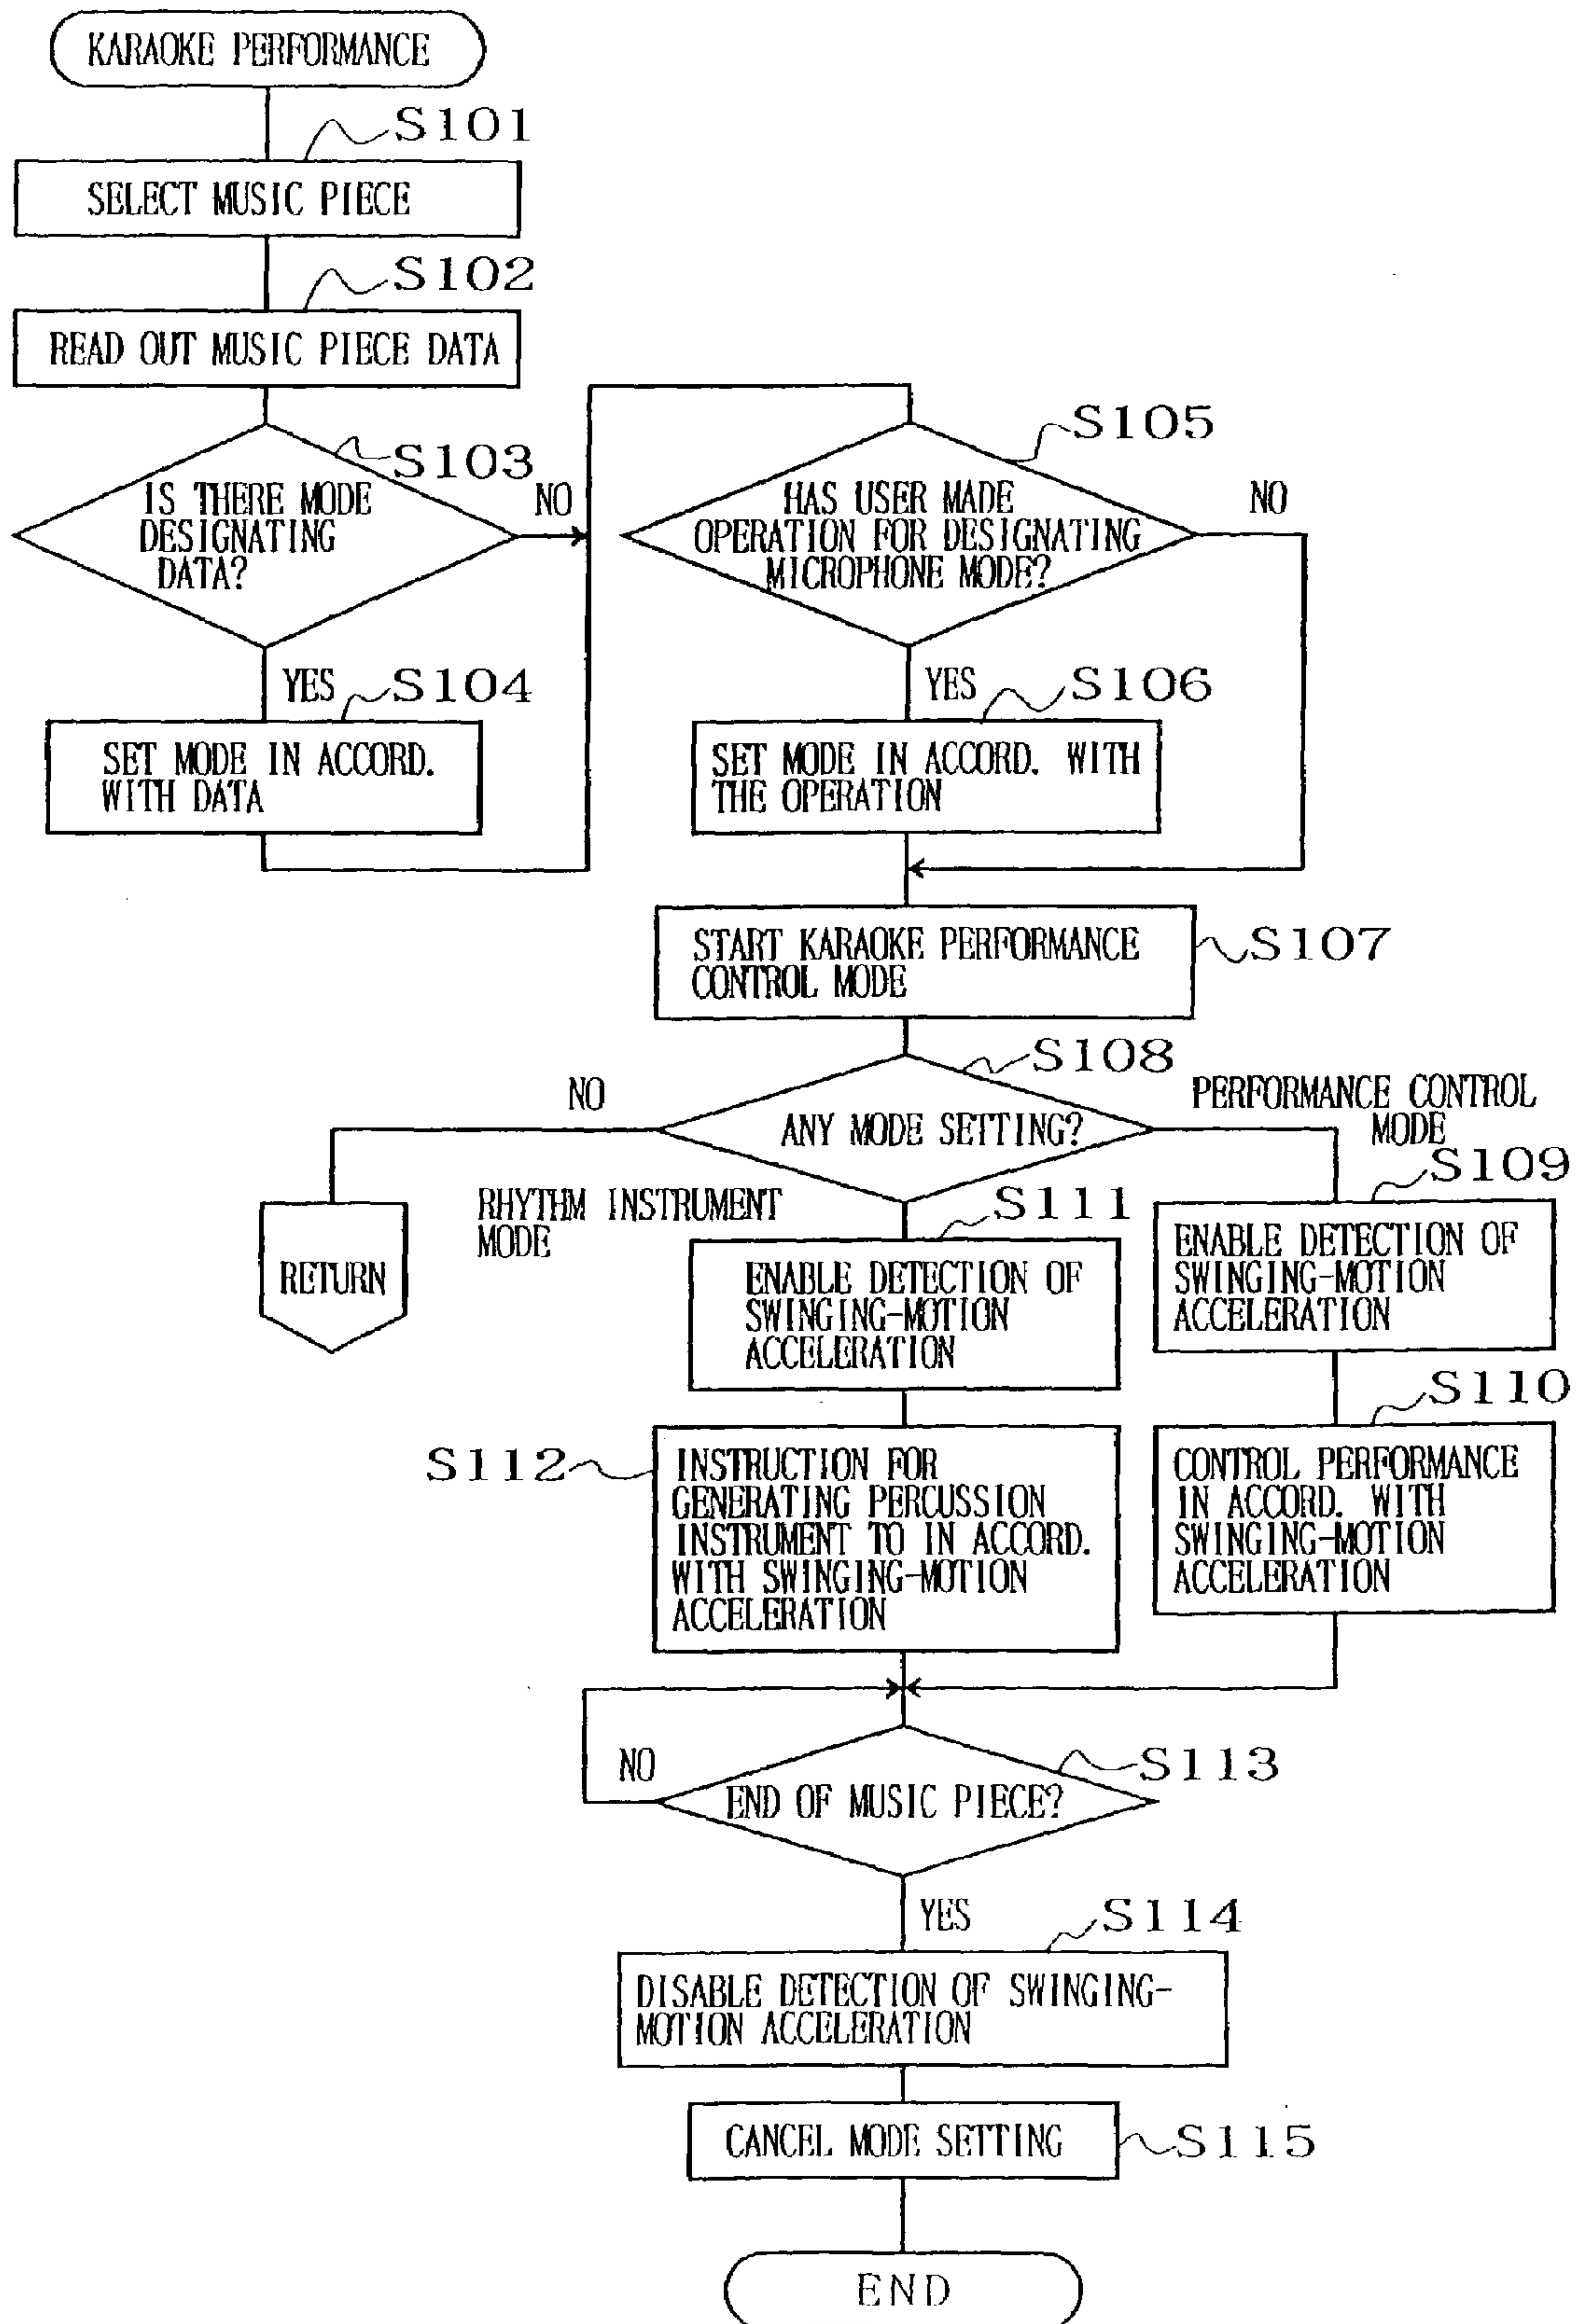 KARAOKE PERFORMANCE
S101
SELECT MUSIC PIECE
S102
READ OUT MUSIC PIECE DATA
S103
IS THERE MODE
DESIGNATING
DATA?
NO
YES
S104
SET MODE IN ACCORD.
WITH DATA
S105
HAS USER MADE
OPERATION FOR DESIGNATING
MICROPHONE MODE?
NO
YES
S106
SET MODE IN ACCORD. WITH
THE OPERATION
START KARAOKE PERFORMANCE
CONTROL MODE
S107
S108
ANY MODE SETTING?
NO
RETURN
PERFORMANCE CONTROL
MODE
S109
ENABLE DETECTION OF
SWINGING-MOTION
ACCELERATION
S110
CONTROL PERFORMANCE
IN ACCORD. WITH
SWINGING-MOTION
ACCELERATION
RHYTHM INSTRUMENT
MODE
S111
ENABLE DETECTION OF
SWINGING-MOTION
ACCELERATION
S112
INSTRUCTION FOR
GENERATING PERCUSSION
INSTRUMENT TO IN ACCORD.
WITH SWINGING-MOTION
ACCELERATION
S113
NO
END OF MUSIC PIECE?
YES
S114
DISABLE DETECTION OF SWINGING-
MOTION ACCELERATION
CANCEL MODE SETTING
S115
END